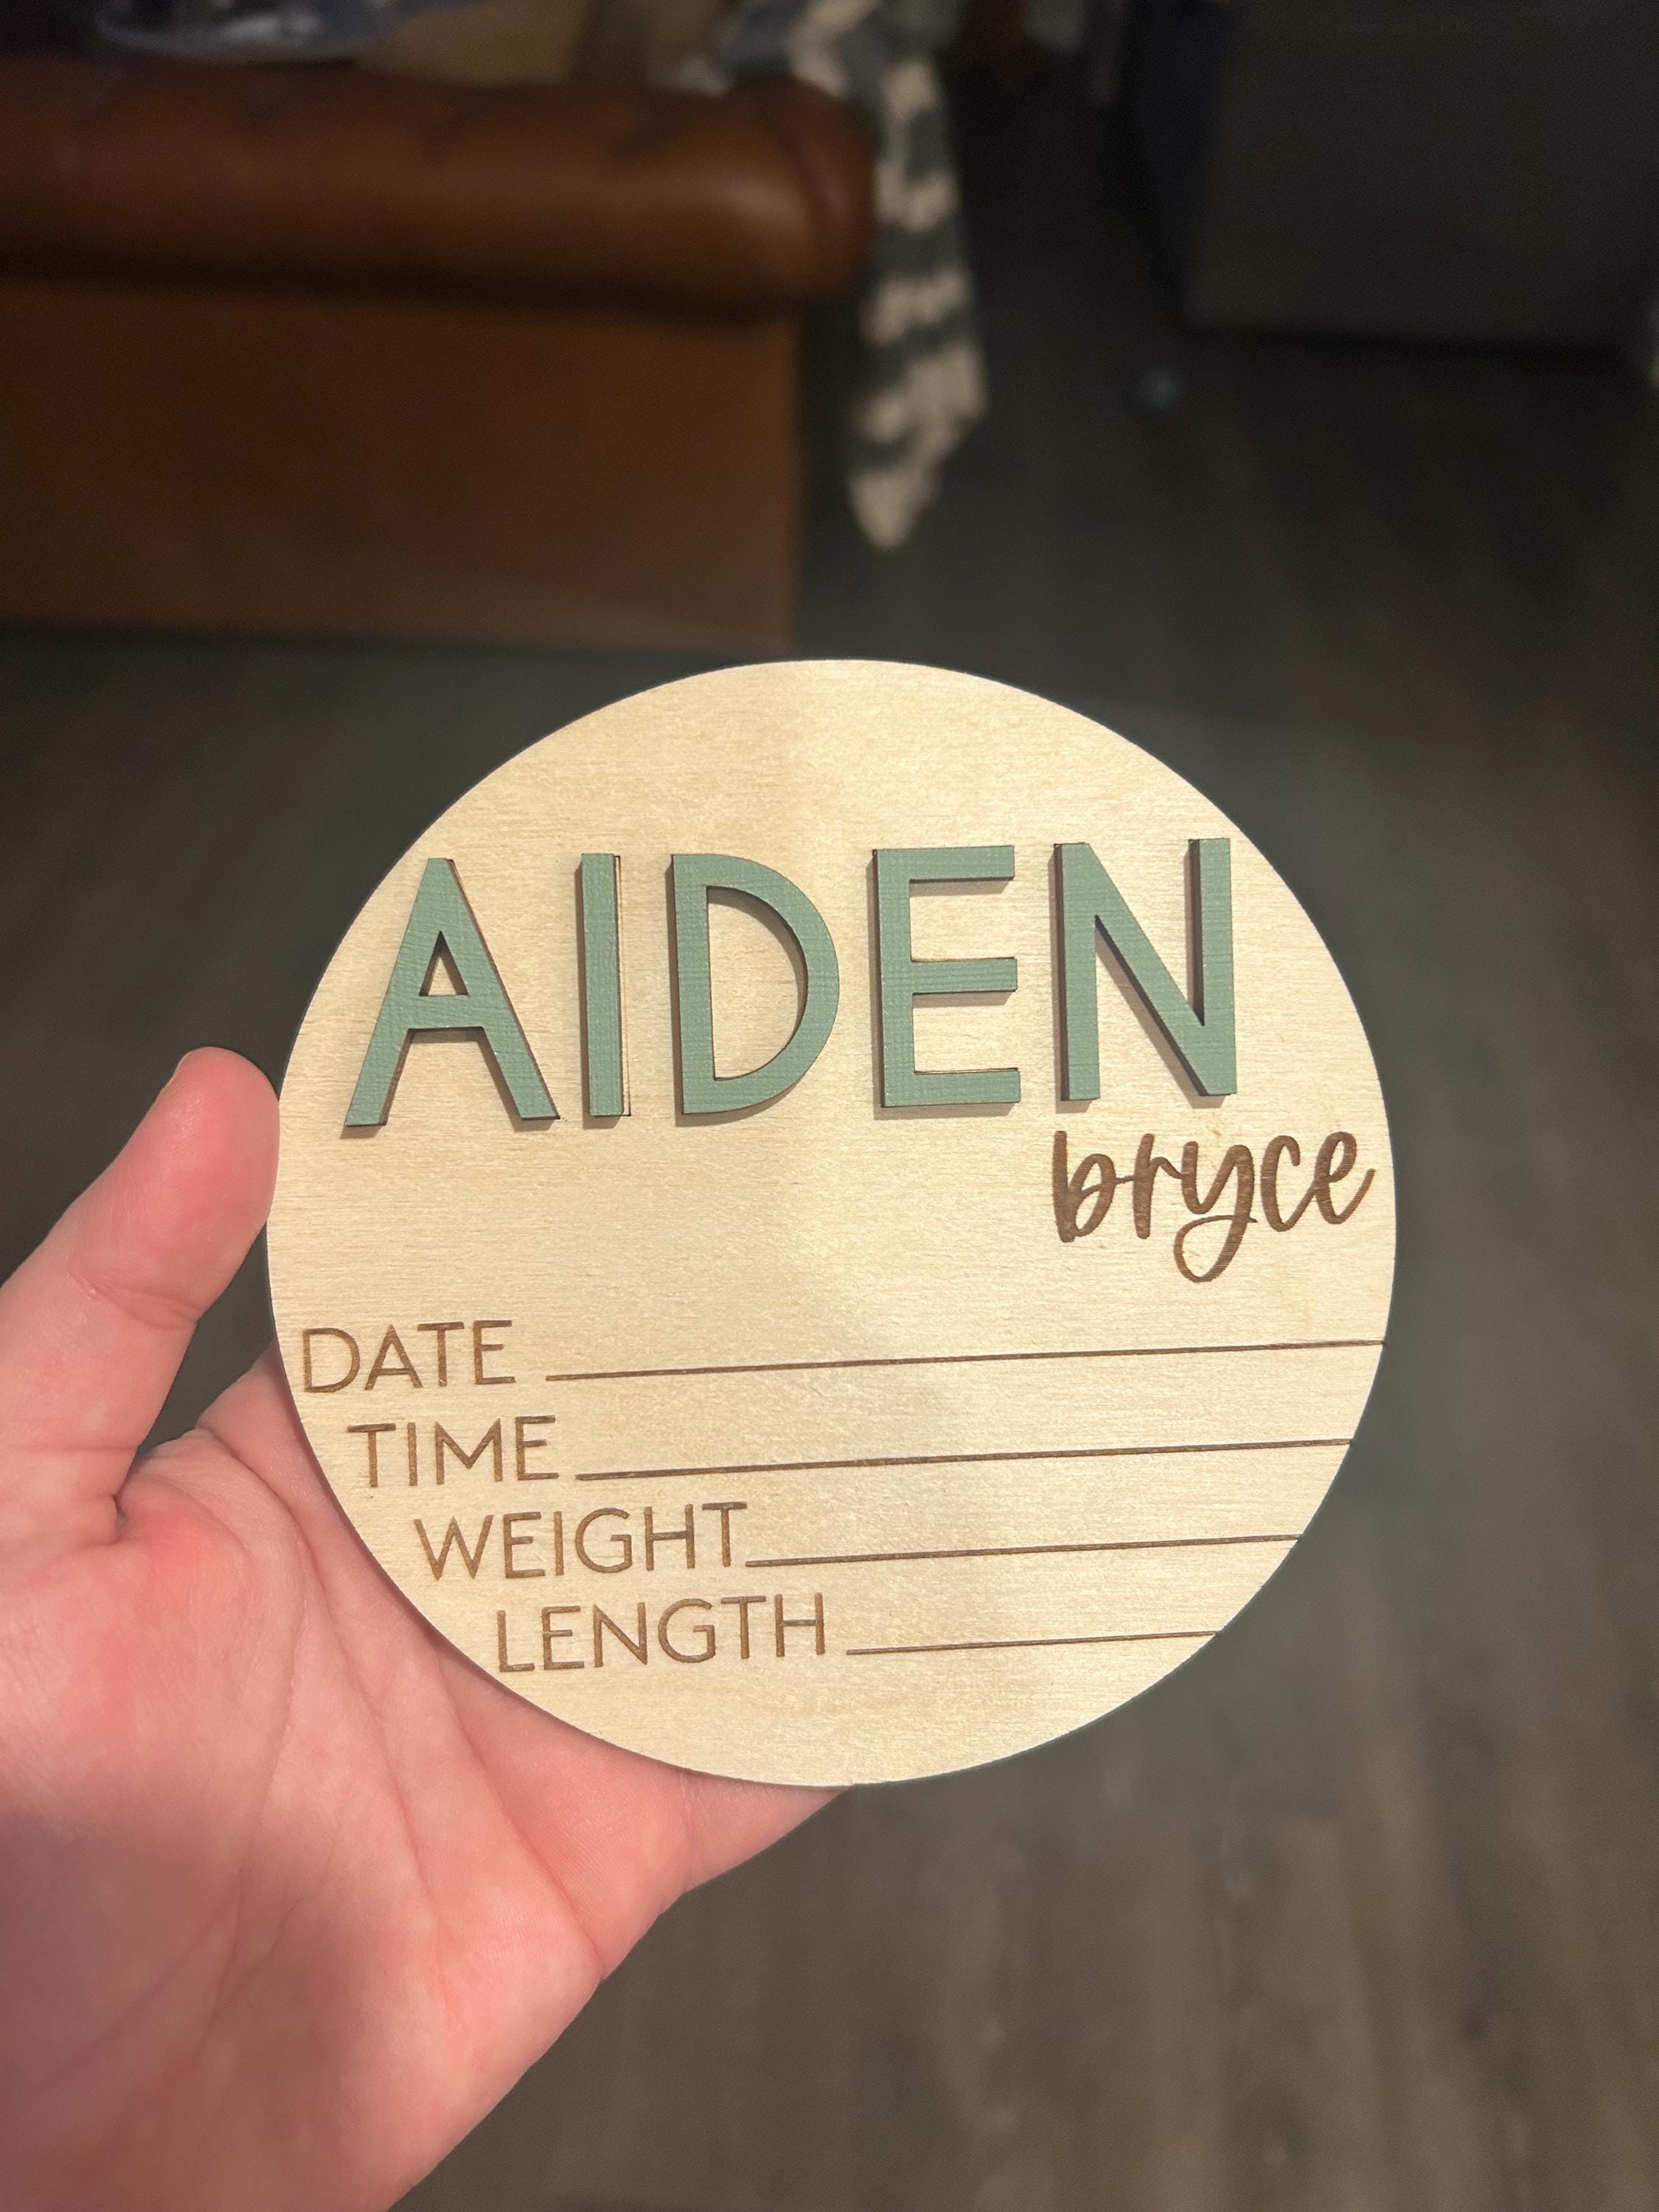 AIDEN
bryce
DATE
TIME
WEIGHT
LENGTH